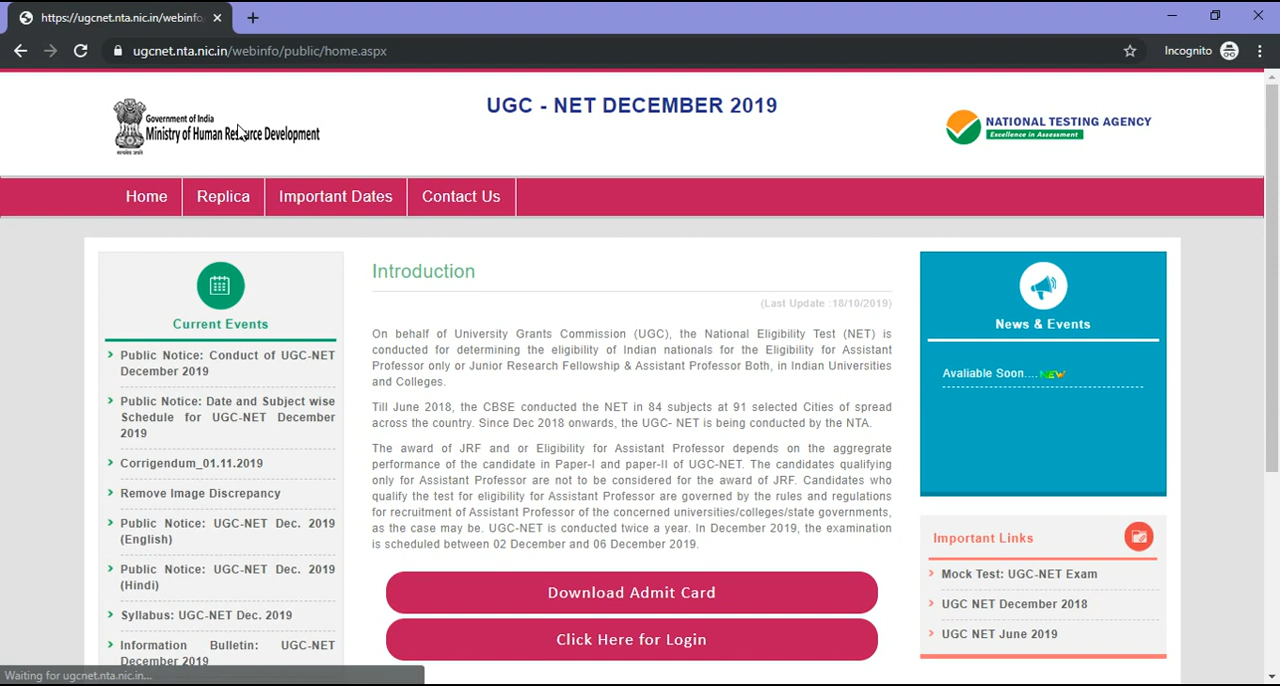 https://ugcnet.nta.nic.in/webinfo
ugcnet.nta.nic.in/webinfo/public/home.aspx
Incognito
Government of India
Ministry of Human Resource Development
UGC - NET DECEMBER 2019
NATIONAL TESTING AGENCY
Excellence in Assessment
Home
Replica
Important Dates
Contact Us
Current Events
Public Notice: Conduct of UGC-NET
December 2019
Public Notice: Date and Subject wise
Schedule for UGC-NET December
2019
Corrigendum_01.11.2019
Remove Image Discrepancy
Public Notice: UGC-NET Dec. 2019
(English)
Public Notice: UGC-NET Dec. 2019
(Hindi)
Syllabus: UGC-NET Dec. 2019
Information Bulletin: UGC-NET
December 2019
Introduction
(Last Update :18/10/2019)
On behalf of University Grants Commission (UGC), the National Eligibility Test (NET) is
conducted for determining the eligibility of Indian nationals for the Eligibility for Assistant
Professor only or Junior Research Fellowship & Assistant Professor Both, in Indian Universities
and Colleges.
Till June 2018, the CBSE conducted the NET in 84 subjects at 91 selected Cities of spread
across the country. Since Dec 2018 onwards, the UGC- NET is being conducted by the NTA.
The award of JRF and or Eligibility for Assistant Professor depends on the aggregrate
performance of the candidate in Paper-I and paper-II of UGC-NET. The candidates qualifying
only for Assistant Professor are not to be considered for the award of JRF. Candidates who
qualify the test for eligibility for Assistant Professor are governed by the rules and regulations
for recruitment of Assistant Professor of the concerned universities/colleges/state governments,
as the case may be. UGC-NET is conducted twice a year. In December 2019, the examination
is scheduled between 02 December and 06 December 2019.
Download Admit Card
Click Here for Login
News & Events
Avaliable Soon.... NEW
Important Links
Mock Test: UGC-NET Exam
UGC NET December 2018
UGC NET June 2019
Waiting for ugcnet.nta.nic.in...